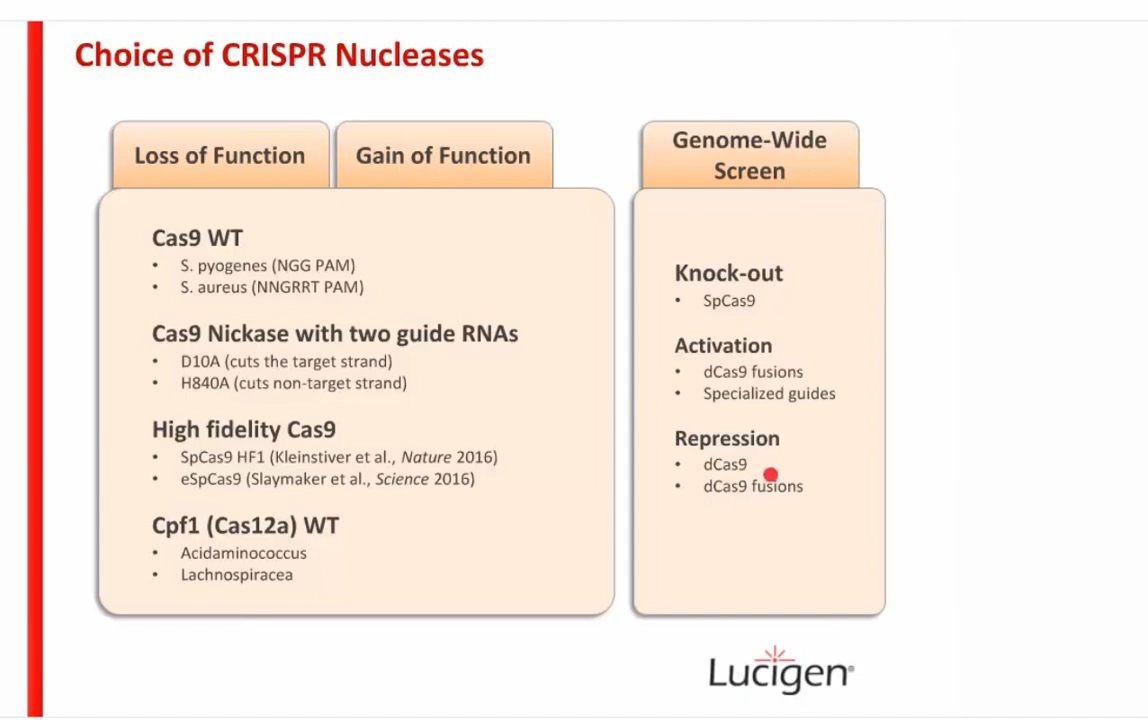 Choice of CRISPR Nucleases
Loss of Function
Gain of Function
Cas9 WT
• S. pyogenes (NGG PAM)
• S. aureus (NNGRRT PAM)
Cas9 Nickase with two guide RNAs
• D10A (cuts the target strand)
• H840A (cuts non-target strand)
High fidelity Cas9
• SpCas9 HF1 (Kleinstiver et al., Nature 2016)
• eSpCas9 (Slaymaker et al., Science 2016)
Cpf1 (Cas12a) WT
• Acidaminococcus
• Lachnospiracea
Genome-Wide
Screen
Knock-out
• SpCas9
Activation
• dCas9 fusions
• Specialized guides
Repression
• dCas9
• dCas9 fusions
Lucigen®